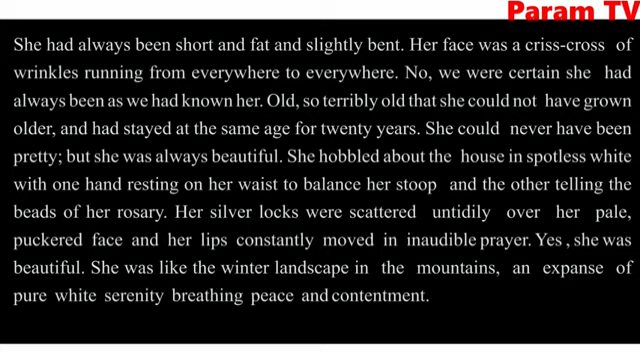 Param TV
She had always been short and fat and slightly bent. Her face was a criss-cross of
wrinkles running from everywhere to everywhere. No, we were certain she had
always been as we had known her. Old, so terribly old that she could not have grown
older, and had stayed at the same age for twenty years. She could never have been
pretty; but she was always beautiful. She hobbled about the house in spotless white
with one hand resting on her waist to balance her stoop and the other telling the
beads of her rosary. Her silver locks were scattered untidily over her pale,
puckered face and her lips constantly moved in inaudible prayer. Yes , she was
beautiful. She was like the winter landscape in the mountains, an expanse of
pure white serenity breathing peace and contentment.